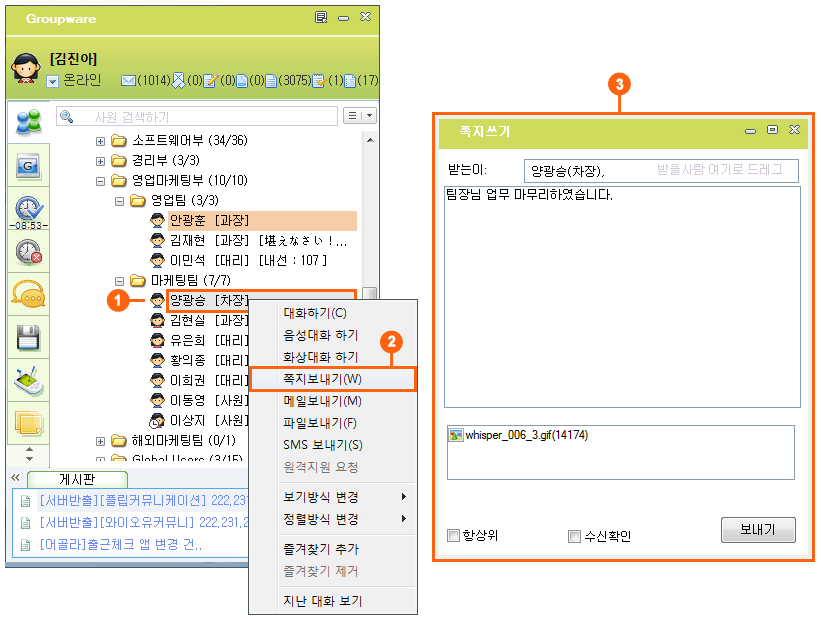 Groupware
[김진아]
온라인 (1014) (0) (0) (0) (3075) (1) (17)
사원 검색하기
소프트웨어부 (34/36)
경리부 (3/3)
영업마케팅부 (10/10)
영업팀 (3/3)
안광훈 [과장]
김재현 [과장] [堪えなさい! ...
이민석 [대리] [내선 : 107 ]
마케팅팀 (7/7)
1
양광승 [차장]
김현실 [과장]
유은희 [대리]
황의종 [대리]
이희권 [대리]
이동영 [사원]
이상지 [사원]
해외마케팅팀 (0/1)
Global Users (3/15)
-08:53-
게시판
[서버반출][플립커뮤니케이션] 222,231
[서버반출][와이오유커뮤니] 222,231,2
[어골라]출근체크 앱 변경 건,,
2
대화하기(C)
음성대화 하기
화상대화 하기
쪽지보내기(W)
메일보내기(M)
파일보내기(F)
SMS 보내기(S)
원격지원 요청
보기방식 변경
정렬방식 변경
즐겨찾기 추가
즐겨찾기 제거
지난 대화 보기
3
쪽지쓰기
받는이: 양광승(차장), 받을사람 여기로 드레그
팀장님 업무 마무리하였습니다.
whisper_006_3.gif(14174)
항상위 수신확인 보내기